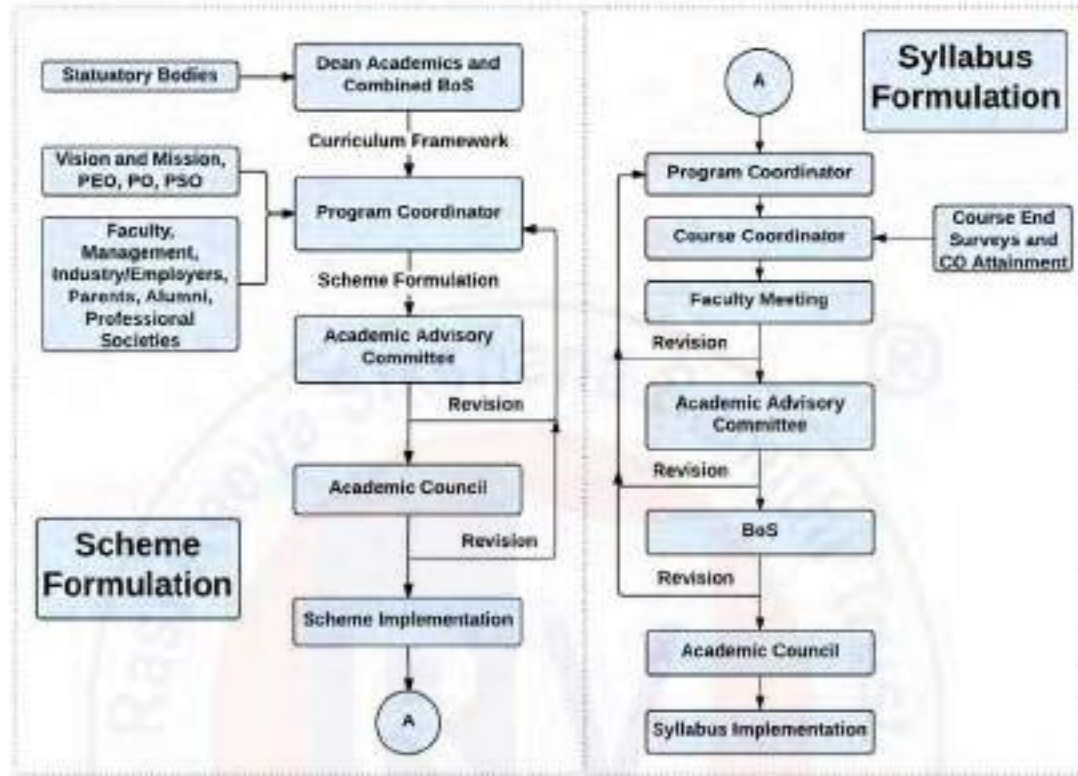 Statuatory Bodies
Dean Academics and
Combined BoS
Curriculum Framework
Vision and Mission,
PEO, PO, PSO
Program Coordinator
Faculty,
Management,
Industry/Employers,
Parents, Alumni,
Professional
Societies
Scheme Formulation
Academic Advisory
Committee
Revision
Academic Council
Revision
Scheme
Formulation
Scheme Implementation
A
Syllabus
Formulation
A
Program Coordinator
Course Coordinator
Course End
Surveys and
CO Attainment
Faculty Meeting
Revision
Academic Advisory
Committee
Revision
BoS
Revision
Academic Council
Syllabus Implementation